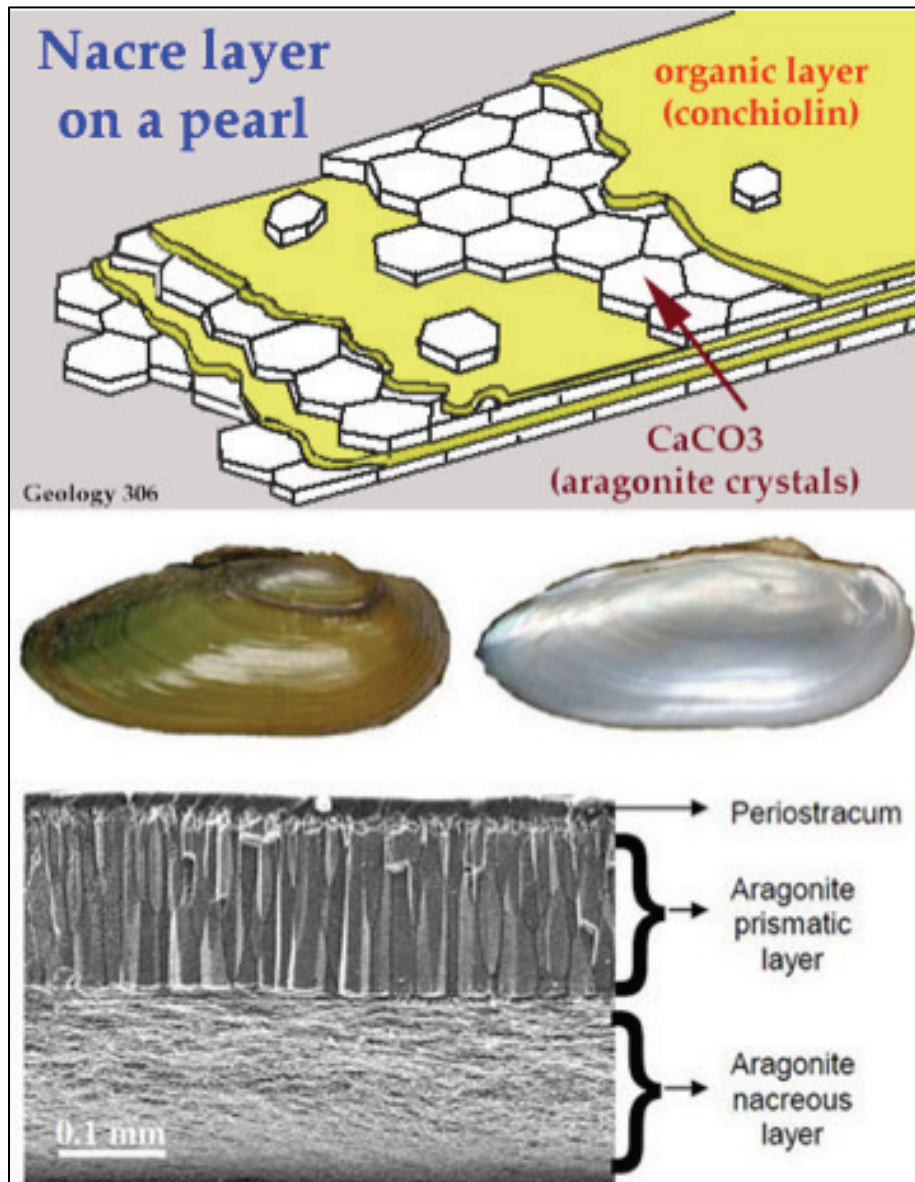 Nacre layer
on a pearl
organic layer
(conchiolin)
CaCO3
(aragonite crystals)
Geology 306
Periostracum
Aragonite
prismatic
layer
Aragonite
nacreous
layer
0.1 mm